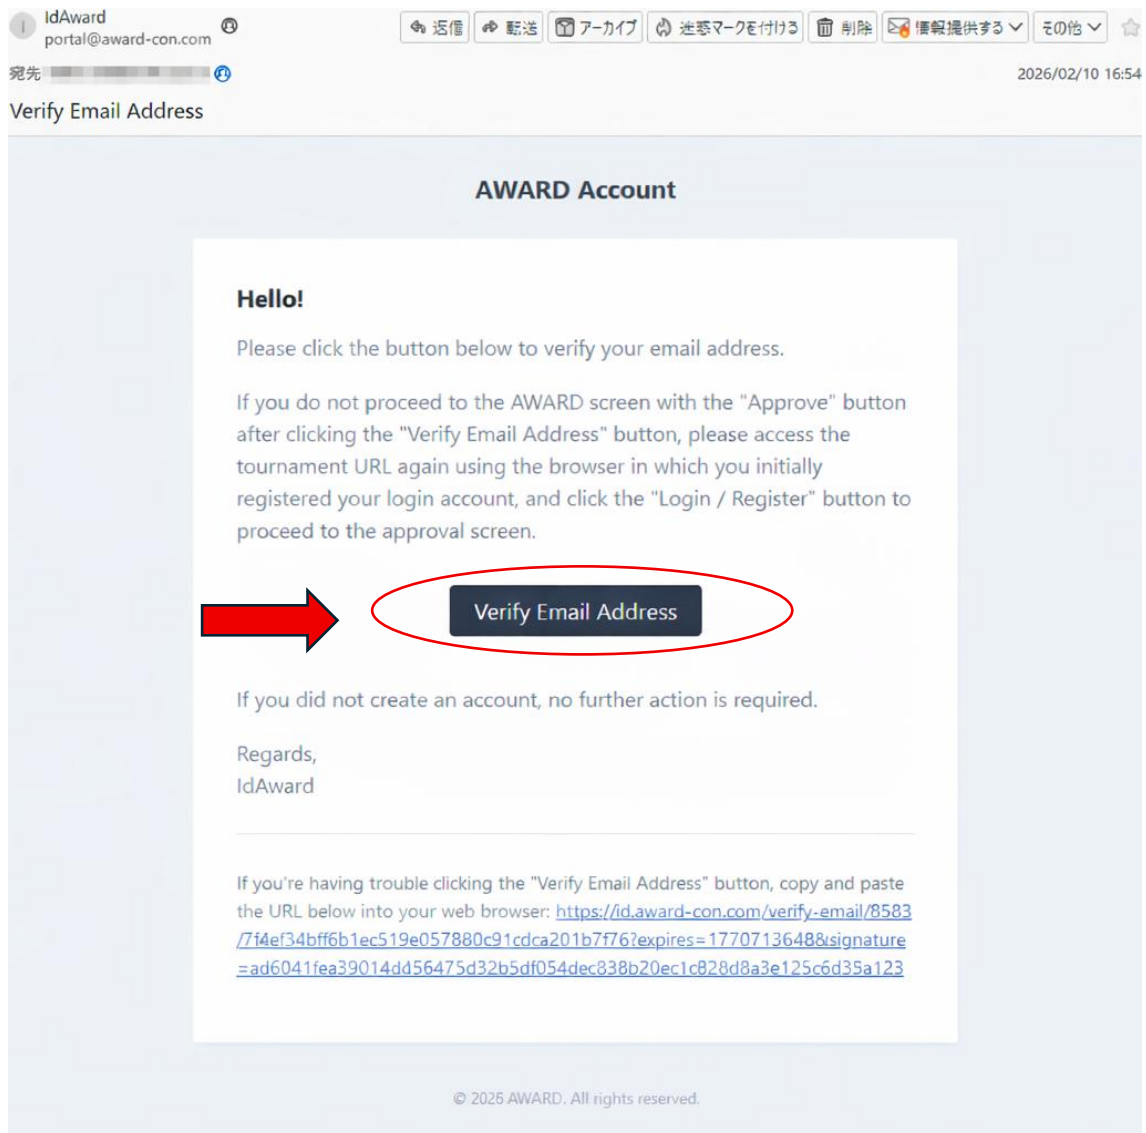 IdAward
portal@award-con.com
返信 転送 アーカイブ 迷惑マークを付ける 削除 情報提供する その他
宛先
2026/02/10 16:54
Verify Email Address
AWARD Account
Hello!
Please click the button below to verify your email address.
If you do not proceed to the AWARD screen with the "Approve" button
after clicking the "Verify Email Address" button, please access the
tournament URL again using the browser in which you initially
registered your login account, and click the "Login / Register" button to
proceed to the approval screen.
Verify Email Address
If you did not create an account, no further action is required.
Regards,
IdAward
If you're having trouble clicking the "Verify Email Address" button, copy and paste
the URL below into your web browser: https://id.award-con.com/verify-email/8583
/7f4ef34bff6b1ec519e057880c91cdca201b7f76?expires=1770713648&signature
=ad6041fea39014dd56475d32b5df054dec838b20ec1c828d8a3e125c6d35a123
© 2026 AWARD. All rights reserved.